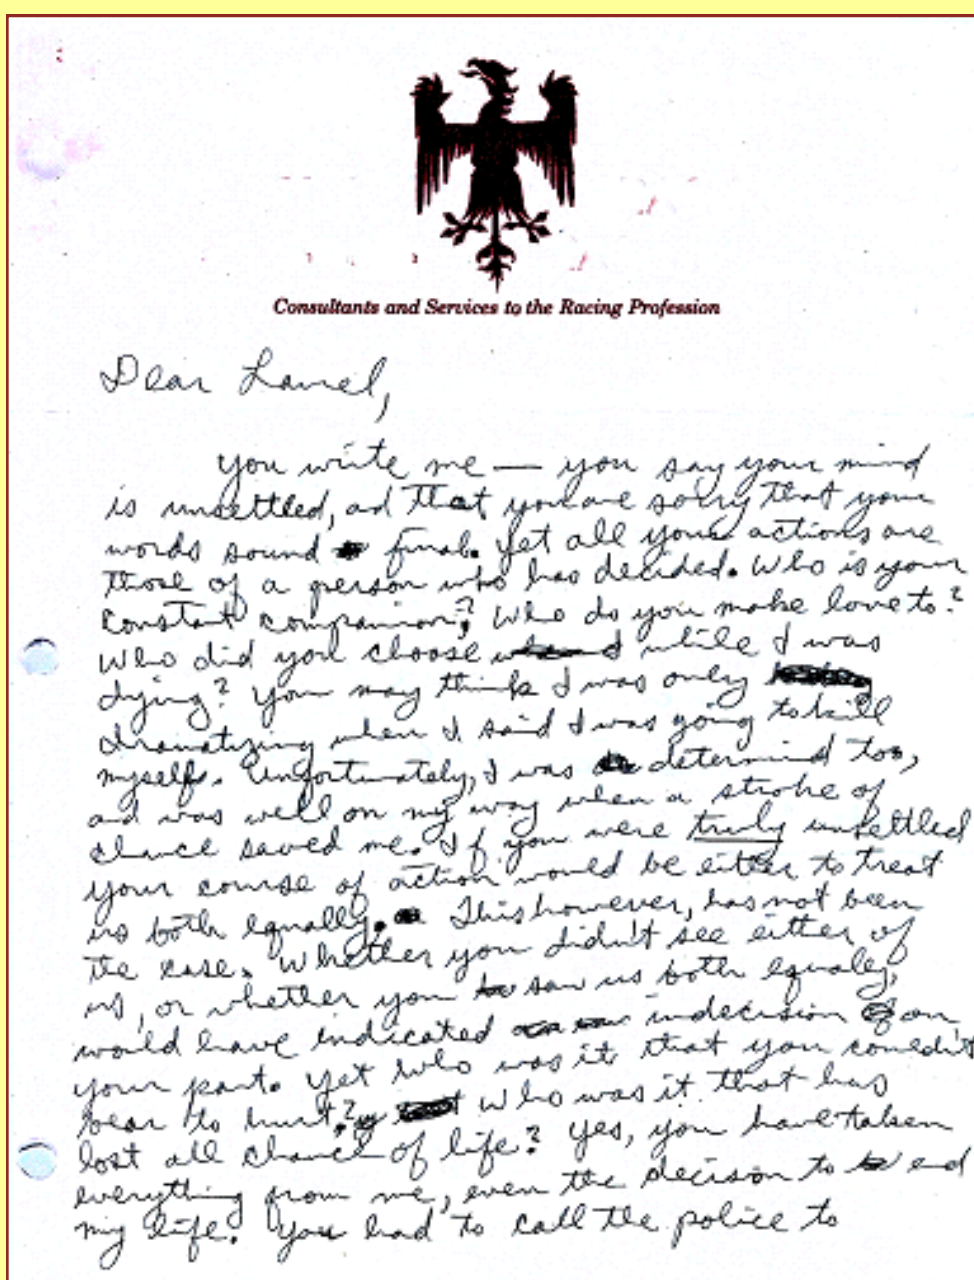 Consultants and Services to the Racing Profession
Dear Laurel,
you write me — you say your mind
is unsettled, ad that you are sorry that your
words sound final. Yet all your actions are
those of a person who has decided. Who is your
constant companion? Who do you make love to?
Who did you choose while I was
dying? You may think I was only
dramatizing when I said I was going to kill
myself. Unfortunately, I was determined too,
and was well on my way when a stroke of
chance saved me. If you were truly unsettled
your course of action would be either to treat
us both equally. This however, has not been
the case. Whether you didn't see either of
us, or whether you saw us both equaley,
would have indicated indecision on
your part. Yet who was it that you couldn't
bear to hurt? who was it that has
lost all chance of life? Yes, you have taken
everything from me, even the decision to end
my life. You had to call the police to